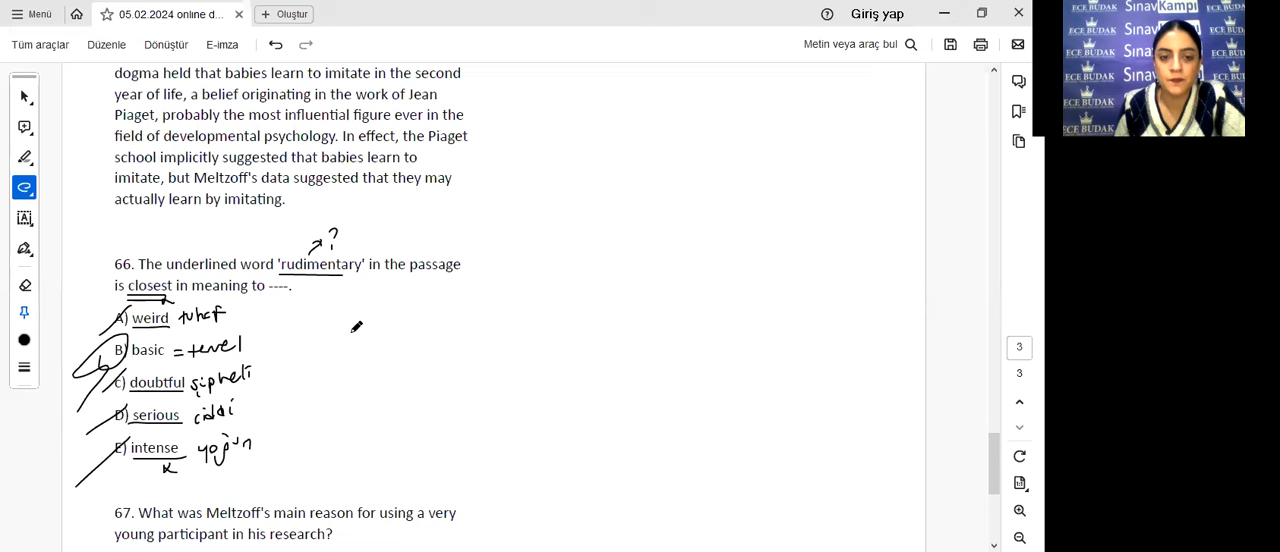 Menü
05.02.2024 online d...
Oluştur
Giriş yap
Tüm araçlar
Düzenle
Dönüştür
E-imza
Metin veya araç bul
dogma held that babies learn to imitate in the second
year of life, a belief originating in the work of Jean
Piaget, probably the most influential figure ever in the
field of developmental psychology. In effect, the Piaget
school implicitly suggested that babies learn to
imitate, but Meltzoff's data suggested that they may
actually learn by imitating.
?
66. The underlined word 'rudimentary' in the passage
is closest in meaning to ----.
A) weird tuhaf
B) basic = temel
C) doubtful şüpheli
D) serious ciddi
E) intense yoğun
67. What was Meltzoff's main reason for using a very
young participant in his research?
3
3
SınavKampı
ECE BUDAK
ECE BUDAK
ECE BUDAK